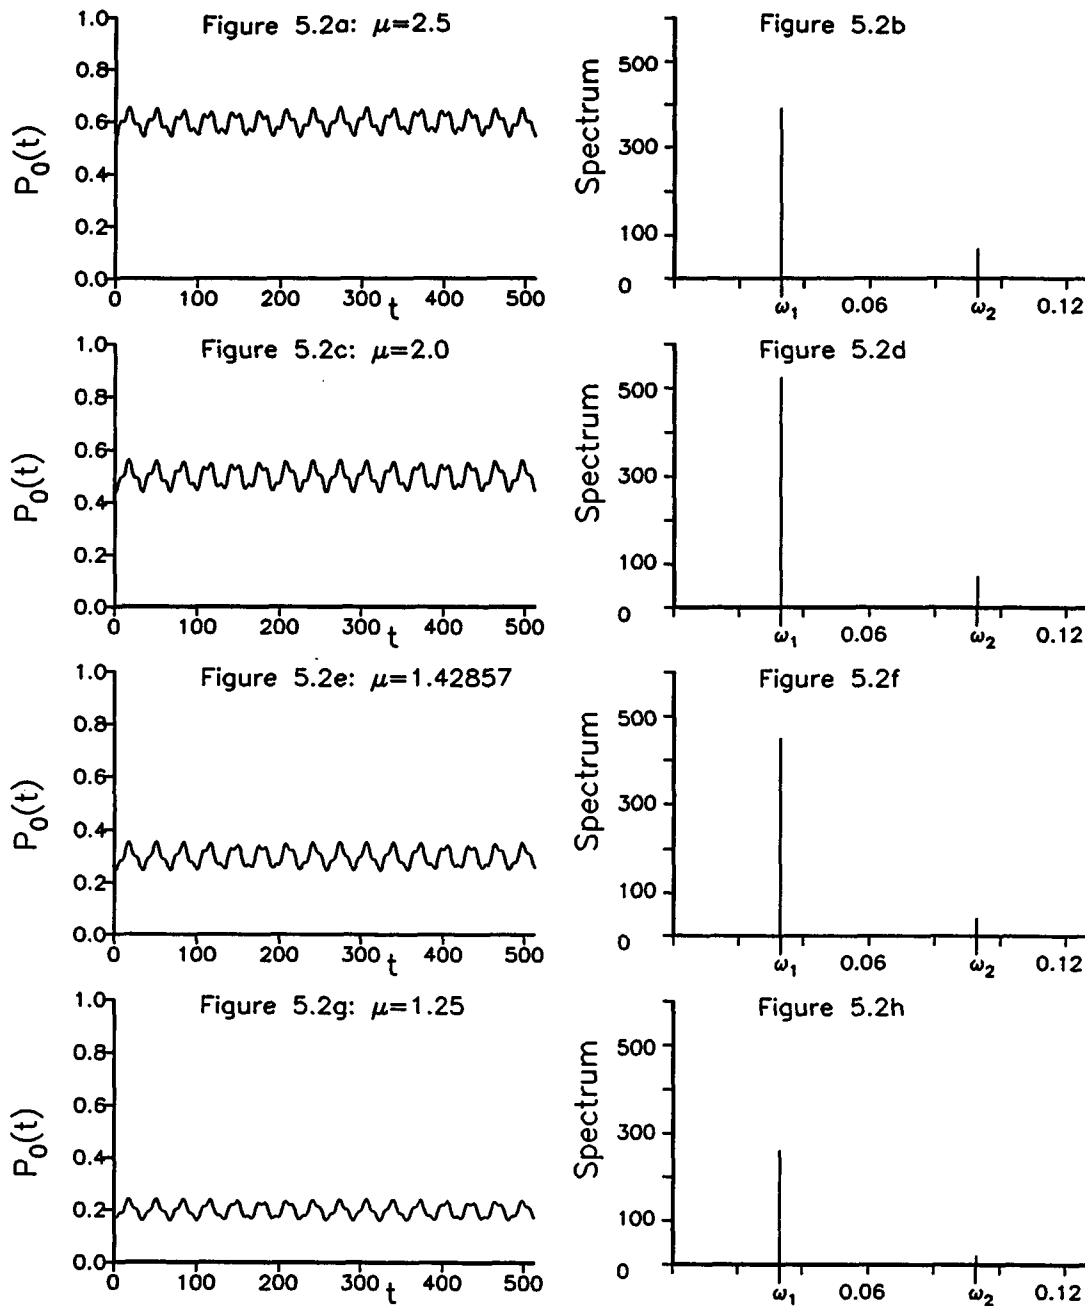 Figure 5.2a: μ=2.5
1.0
0.8
0.6
0.4
0.2
0.0
P₀(t)
0 100 200 300 t 400 500
Figure 5.2b
500
300
100
0
Spectrum
ω₁ 0.06 ω₂ 0.12
Figure 5.2c: μ=2.0
1.0
0.8
0.6
0.4
0.2
0.0
P₀(t)
0 100 200 300 t 400 500
Figure 5.2d
500
300
100
0
Spectrum
ω₁ 0.06 ω₂ 0.12
Figure 5.2e: μ=1.42857
1.0
0.8
0.6
0.4
0.2
0.0
P₀(t)
0 100 200 300 t 400 500
Figure 5.2f
500
300
100
0
Spectrum
ω₁ 0.06 ω₂ 0.12
Figure 5.2g: μ=1.25
1.0
0.8
0.6
0.4
0.2
0.0
P₀(t)
0 100 200 300 t 400 500
Figure 5.2h
500
300
100
0
Spectrum
ω₁ 0.06 ω₂ 0.12